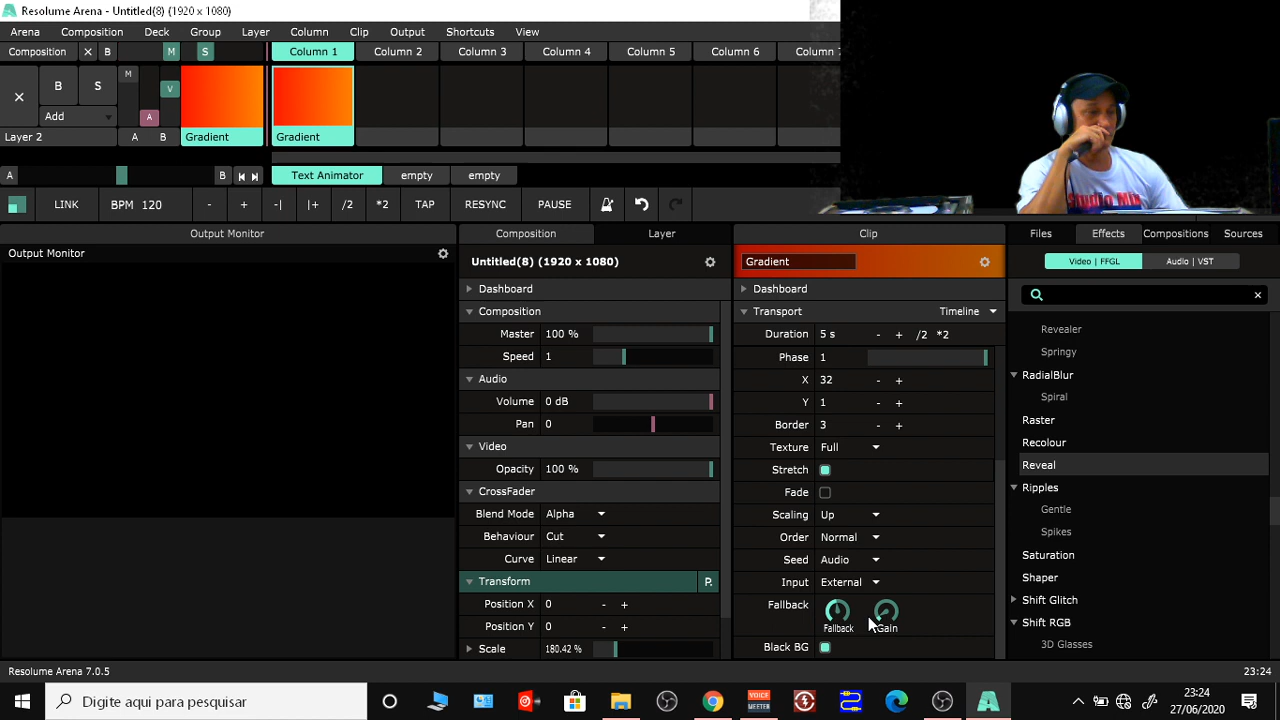 Resolume Arena - Untitled(8) (1920 x 1080)
Arena Composition Deck Group Layer Column Clip Output Shortcuts View
Composition × B M S Column 1 Column 2 Column 3 Column 4 Column 5 Column 6 Column 7
× B S M V
Add A
Layer 2 A B Gradient Gradient
A B Text Animator empty empty
LINK BPM 120 - + -| |+ /2 *2 TAP RESYNC PAUSE
Studio Mix
Output Monitor Composition Layer Clip Files Effects Compositions Sources
Output Monitor
Untitled(8) (1920 x 1080)
Dashboard
Composition
Master 100 %
Speed 1
Audio
Volume 0 dB
Pan 0
Video
Opacity 100 %
CrossFader
Blend Mode Alpha
Behaviour Cut
Curve Linear
Transform P.
Position X 0 - +
Position Y 0 - +
Scale 180.42 %
Gradient
Dashboard
Transport Timeline
Duration 5 s - + /2 *2
Phase 1
X 32 - +
Y 1 - +
Border 3 - +
Texture Full
Stretch
Fade
Scaling Up
Order Normal
Seed Audio
Input External
Fallback
Fallback Gain
Black BG
Video | FFGL Audio | VST
×
Revealer
Springy
RadialBlur
Spiral
Raster
Recolour
Reveal
Ripples
Gentle
Spikes
Saturation
Shaper
Shift Glitch
Shift RGB
3D Glasses
Resolume Arena 7.0.5 23:24
Digite aqui para pesquisar
VOICE
MEETER
23:24
27/06/2020